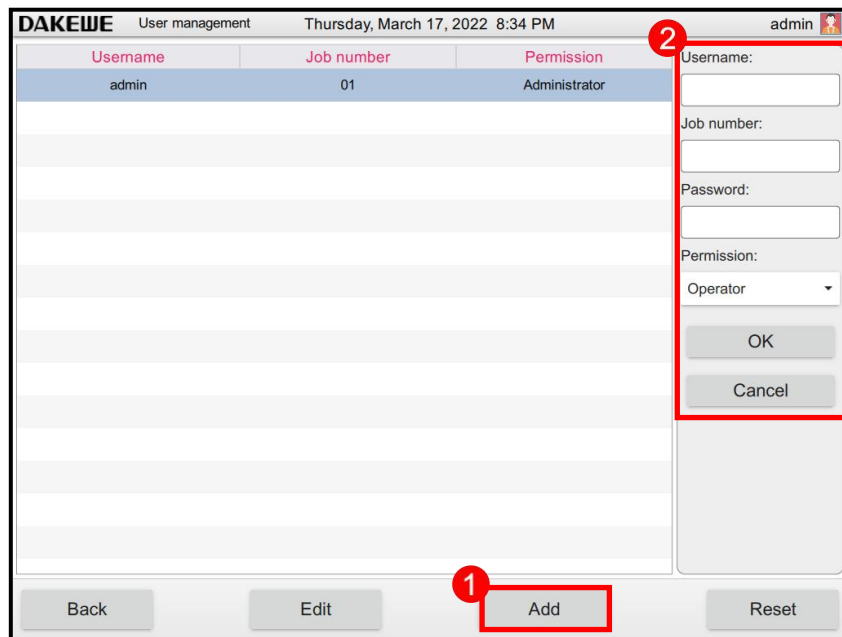 DAKEWE User management Thursday, March 17, 2022 8:34 PM admin
2
Username Job number Permission
admin 01 Administrator
Username:
Job number:
Password:
Permission:
Operator
OK
Cancel
1
Back Edit Add Reset